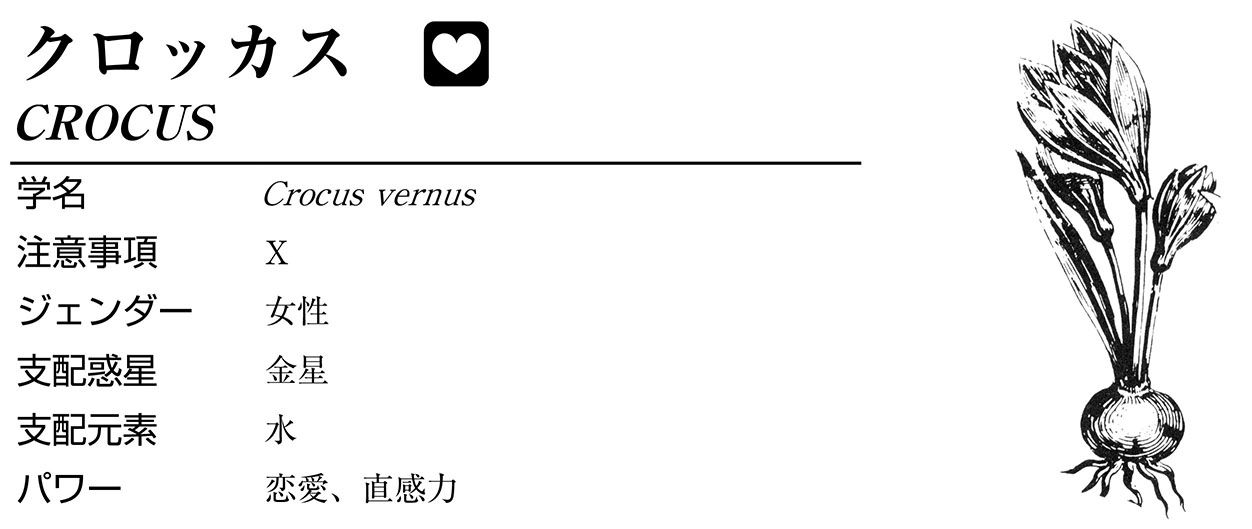 クロッカス
CROCUS
学名 Crocus vernus
注意事項 X
ジェンダー 女性
支配惑星 金星
支配元素 水
パワー 恋愛、直感力